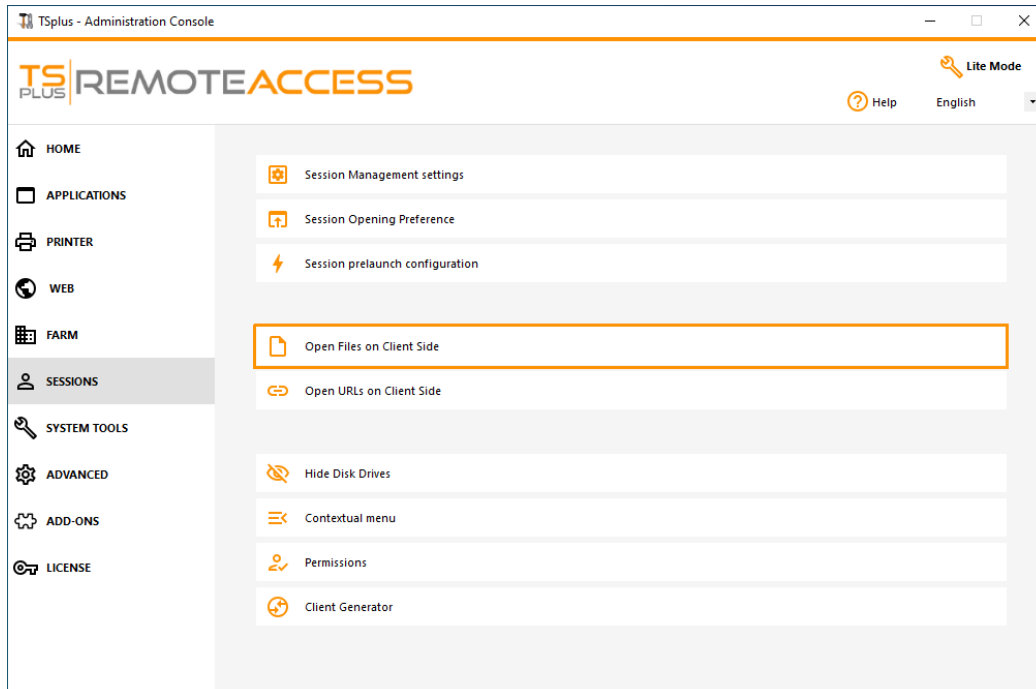 TSplus - Administration Console
TS PLUS REMOTEACCESS
Lite Mode
Help English
HOME
APPLICATIONS
PRINTER
WEB
FARM
SESSIONS
SYSTEM TOOLS
ADVANCED
ADD-ONS
LICENSE
Session Management settings
Session Opening Preference
Session prelaunch configuration
Open Files on Client Side
Open URLs on Client Side
Hide Disk Drives
Contextual menu
Permissions
Client Generator